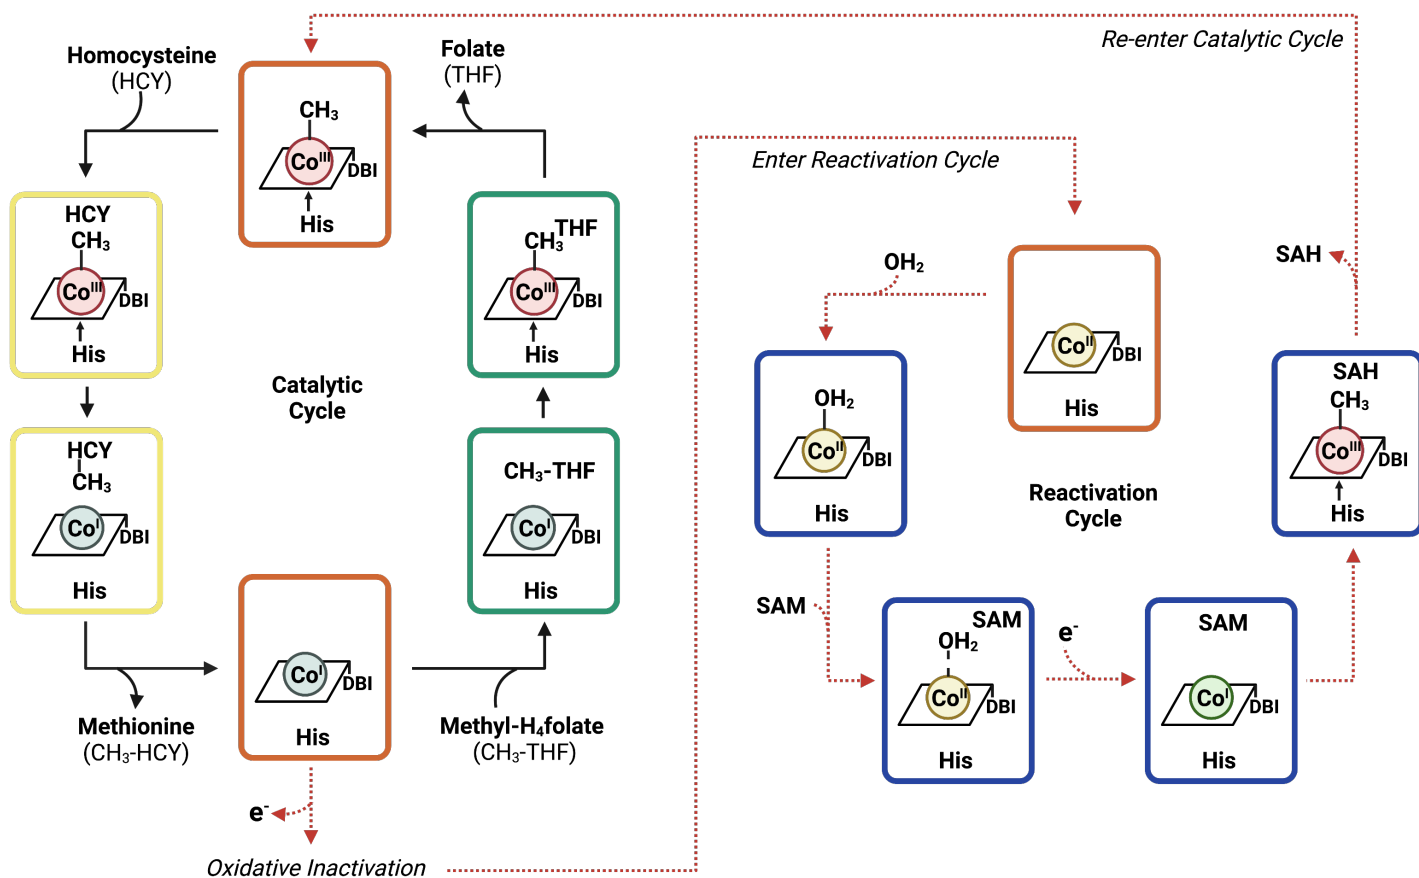 Re-enter Catalytic Cycle
Homocysteine
(HCY)
Folate
(THF)
CH₃
Coᴵᴵᴵ
DBI
His
Enter Reactivation Cycle
HCY
CH₃
Coᴵᴵᴵ
DBI
His
CH₃THF
Coᴵᴵᴵ
DBI
His
Catalytic
Cycle
HCY
CH₃
Coᴵ
DBI
His
CH₃-THF
Coᴵ
DBI
His
Coᴵ
DBI
His
Methionine
(CH₃-HCY)
Methyl-H₄folate
(CH₃-THF)
e⁻
Oxidative Inactivation
OH₂
Coᴵᴵ
DBI
His
SAH
OH₂
Coᴵᴵ
DBI
His
Reactivation
Cycle
SAH
CH₃
Coᴵᴵᴵ
DBI
His
SAM
SAM
OH₂
Coᴵᴵ
DBI
His
e⁻
SAM
Coᴵ
DBI
His